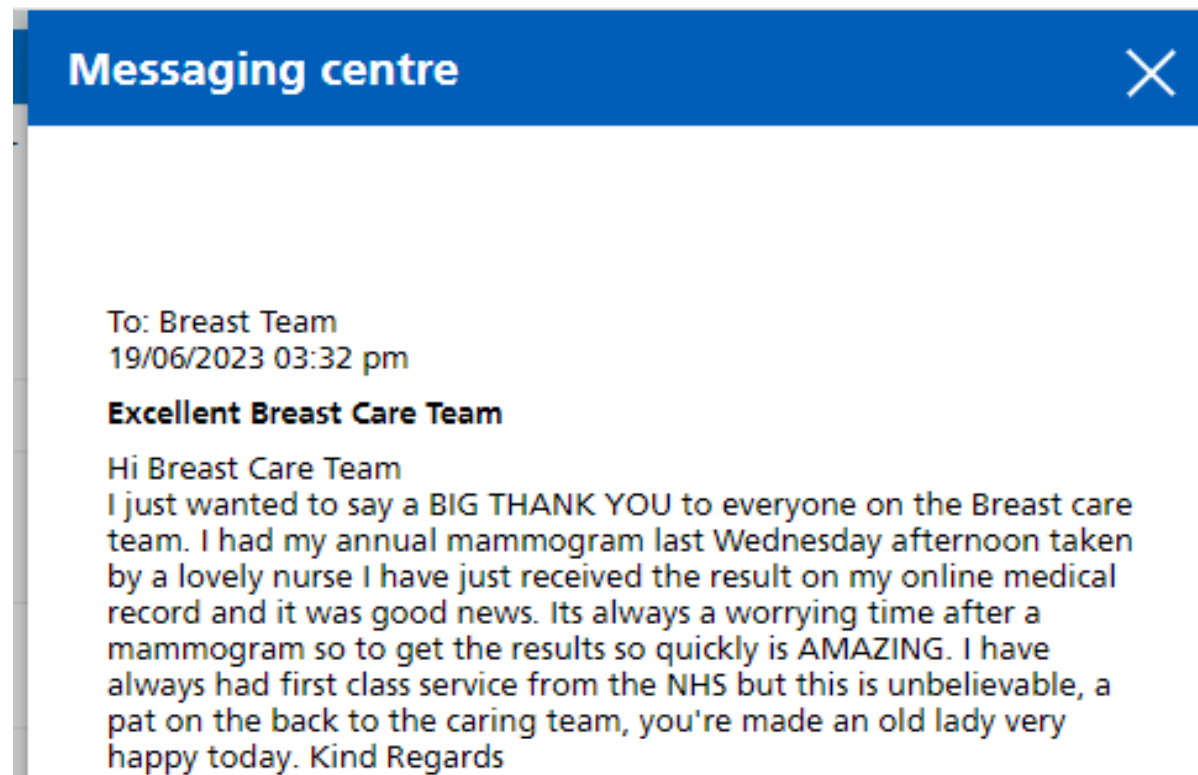 Messaging centre
To: Breast Team
19/06/2023 03:32 pm
Excellent Breast Care Team
Hi Breast Care Team
I just wanted to say a BIG THANK YOU to everyone on the Breast care
team. I had my annual mammogram last Wednesday afternoon taken
by a lovely nurse I have just received the result on my online medical
record and it was good news. Its always a worrying time after a
mammogram so to get the results so quickly is AMAZING. I have
always had first class service from the NHS but this is unbelievable, a
pat on the back to the caring team, you're made an old lady very
happy today. Kind Regards